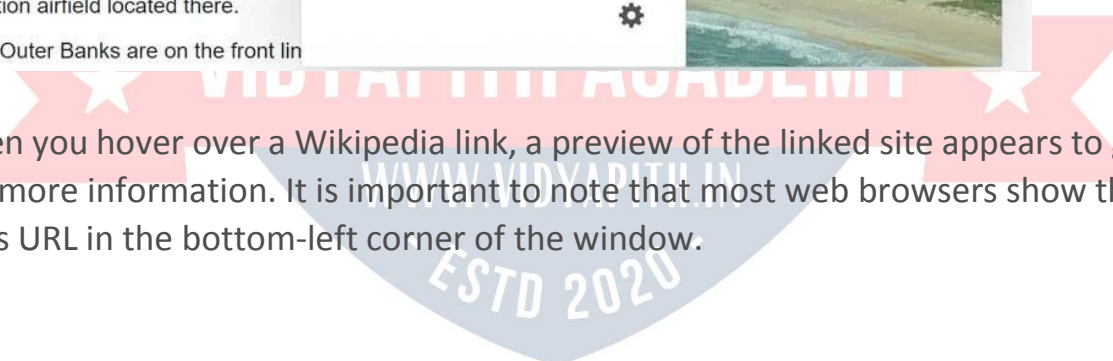 tion airfield located there.
Outer Banks are on the front lin
VIDYAPITH ACADEMY
en you hover over a Wikipedia link, a preview of the linked site appears to
more information. It is important to note that most web browsers show th
WWW.VIDYAPITH.IN
s URL in the bottom-left corner of the window.
ESTD 2020